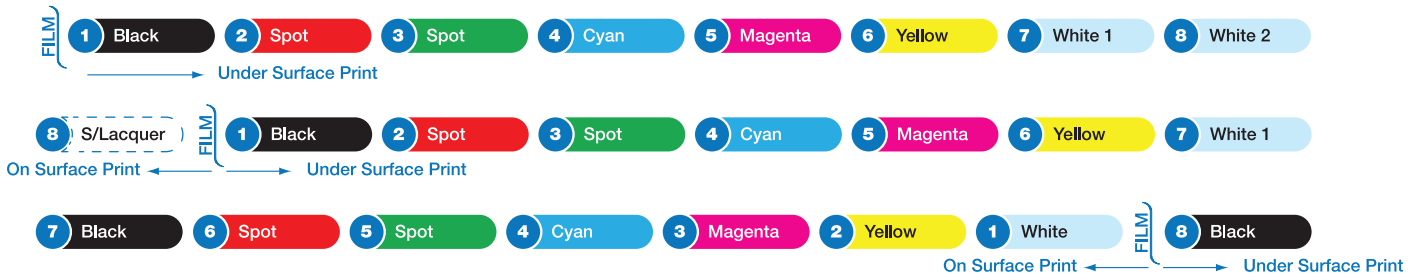 FILM 1 Black 2 Spot 3 Spot 4 Cyan 5 Magenta 6 Yellow 7 White 1 8 White 2
Under Surface Print
8 S/Lacquer FILM 1 Black 2 Spot 3 Spot 4 Cyan 5 Magenta 6 Yellow 7 White 1
On Surface Print Under Surface Print
7 Black 6 Spot 5 Spot 4 Cyan 3 Magenta 2 Yellow 1 White FILM 8 Black
On Surface Print Under Surface Print